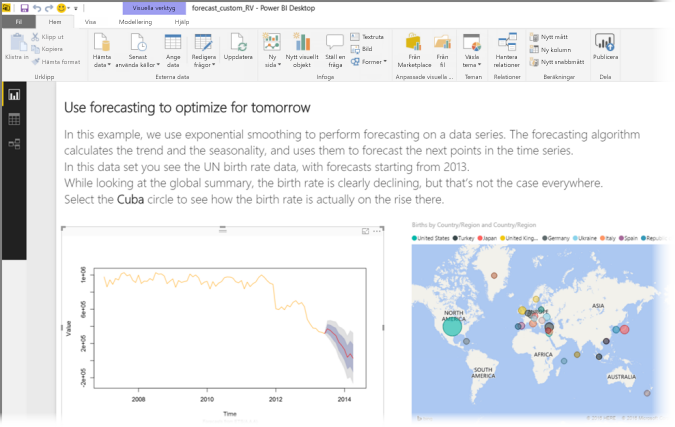 Visuella verktyg
forecast_custom_RV - Power BI Desktop
Fil Hem Visa Modellering Hjälp
Klistra in
Klipp ut
Kopiera
Hämta format
Urklipp
Hämta data
Senast använda källor
Ange data
Redigera frågor
Uppdatera
Externa data
Ny sida
Nytt visuellt objekt
Ställ en fråga
Textruta
Bild
Former
Infoga
Från Marketplace
Från fil
Anpassade visuella ...
Växla tema
Teman
Hantera relationer
Relationer
Nytt mått
Ny kolumn
Nytt snabbmått
Beräkningar
Publicera
Dela
Use forecasting to optimize for tomorrow
In this example, we use exponential smoothing to perform forecasting on a data series. The forecasting algorithm
calculates the trend and the seasonality, and uses them to forecast the next points in the time series.
In this data set you see the UN birth rate data, with forecasts starting from 2013.
While looking at the global summary, the birth rate is clearly declining, but that's not the case everywhere.
Select the Cuba circle to see how the birth rate is actually on the rise there.
Value
1e+06
6e+05
2e+05
-2e+05
2008 2010 2012 2014
Time
Births by Country/Region and Country/Region
United States Turkey Japan United King... Germany Ukraine Italy Spain
NORTH AMERICA
EUROPE
ASIA
AFRICA
SOUTH AMERICA
AUSTRALIA